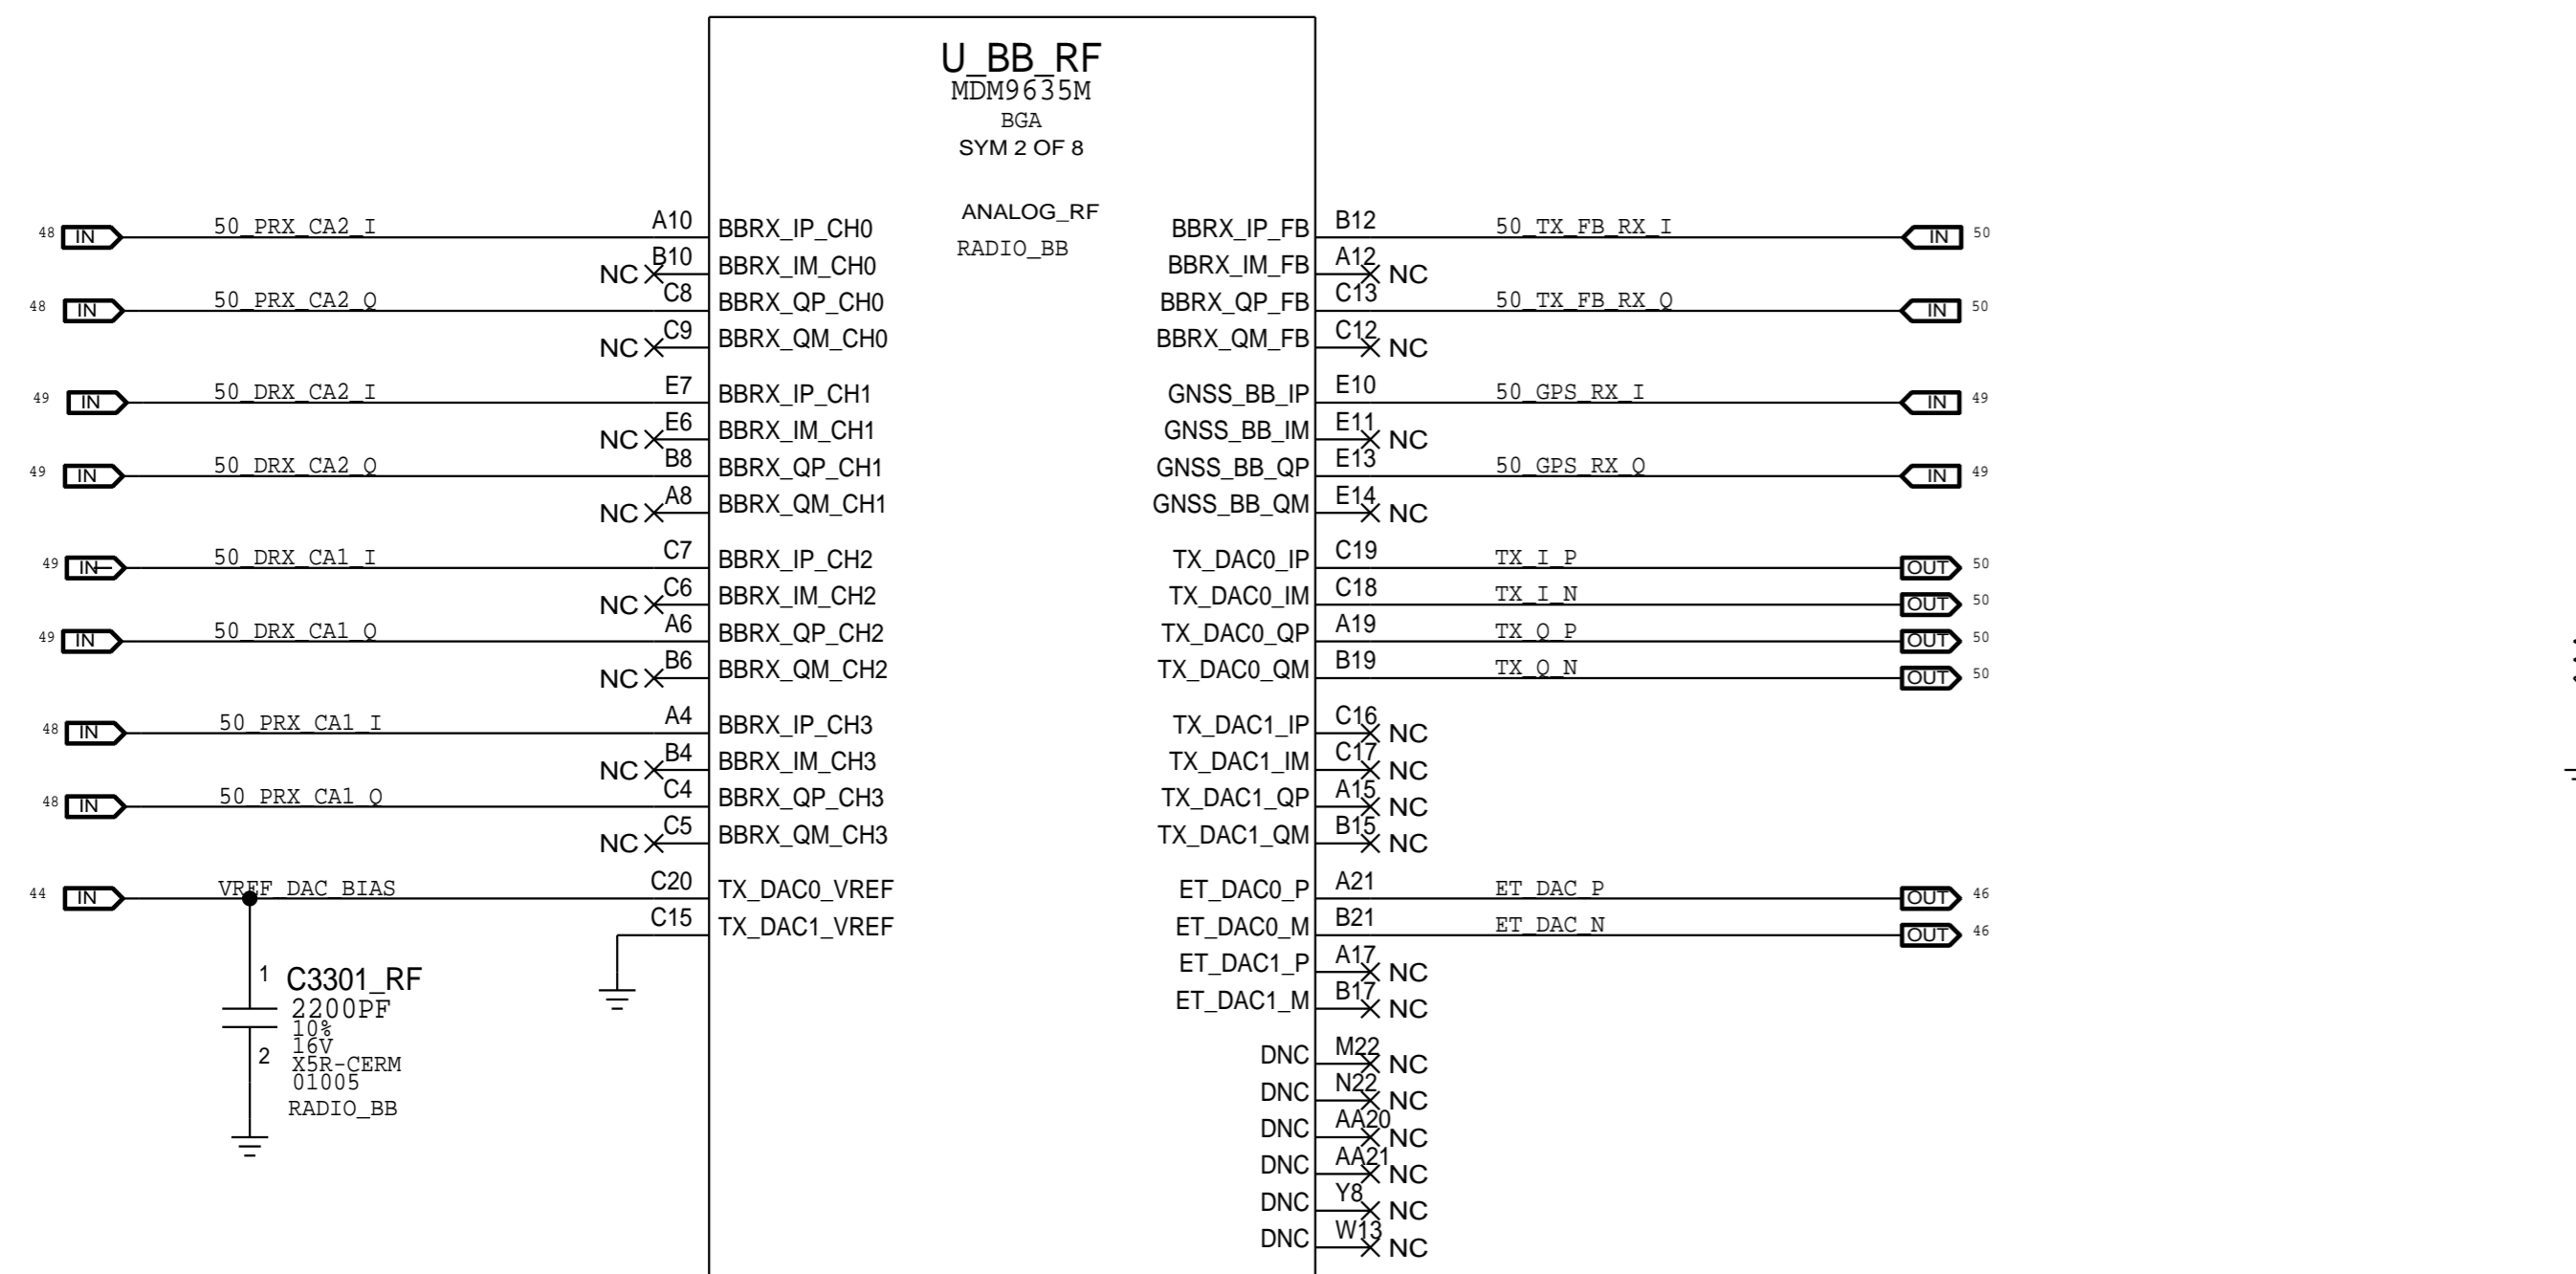 U_BB_RF
MDM9635M
BGA
SYM 2 OF 8
ANALOG_RF
RADIO_BB
48 IN 50_PRX_CA2_I A10 BBRX_IP_CH0
NC B10 BBRX_IM_CH0
48 IN 50_PRX_CA2_Q C8 BBRX_QP_CH0
NC C9 BBRX_QM_CH0
49 IN 50_DRX_CA2_I E7 BBRX_IP_CH1
NC E6 BBRX_IM_CH1
49 IN 50_DRX_CA2_Q B8 BBRX_QP_CH1
NC A8 BBRX_QM_CH1
49 IN 50_DRX_CA1_I C7 BBRX_IP_CH2
NC C6 BBRX_IM_CH2
49 IN 50_DRX_CA1_Q A6 BBRX_QP_CH2
NC B6 BBRX_QM_CH2
48 IN 50_PRX_CA1_I A4 BBRX_IP_CH3
NC B4 BBRX_IM_CH3
48 IN 50_PRX_CA1_Q C4 BBRX_QP_CH3
NC C5 BBRX_QM_CH3
44 IN VREF_DAC_BIAS C20 TX_DAC0_VREF
C15 TX_DAC1_VREF
1 C3301_RF
2200PF
10%
16V
2 X5R-CERM
01005
RADIO_BB
BBRX_IP_FB B12 50_TX_FB_RX_I IN 50
BBRX_IM_FB A12 NC
BBRX_QP_FB C13 50_TX_FB_RX_Q IN 50
BBRX_QM_FB C12 NC
GNSS_BB_IP E10 50_GPS_RX_I IN 49
GNSS_BB_IM E11 NC
GNSS_BB_QP E13 50_GPS_RX_Q IN 49
GNSS_BB_QM E14 NC
TX_DAC0_IP C19 TX_I_P OUT 50
TX_DAC0_IM C18 TX_I_N OUT 50
TX_DAC0_QP A19 TX_Q_P OUT 50
TX_DAC0_QM B19 TX_Q_N OUT 50
TX_DAC1_IP C16 NC
TX_DAC1_IM C17 NC
TX_DAC1_QP A15 NC
TX_DAC1_QM B15 NC
ET_DAC0_P A21 ET_DAC_P OUT 46
ET_DAC0_M B21 ET_DAC_N OUT 46
ET_DAC1_P A17 NC
ET_DAC1_M B17 NC
DNC M22 NC
DNC N22 NC
DNC AA20 NC
DNC AA21 NC
DNC Y8 NC
DNC W13 NC